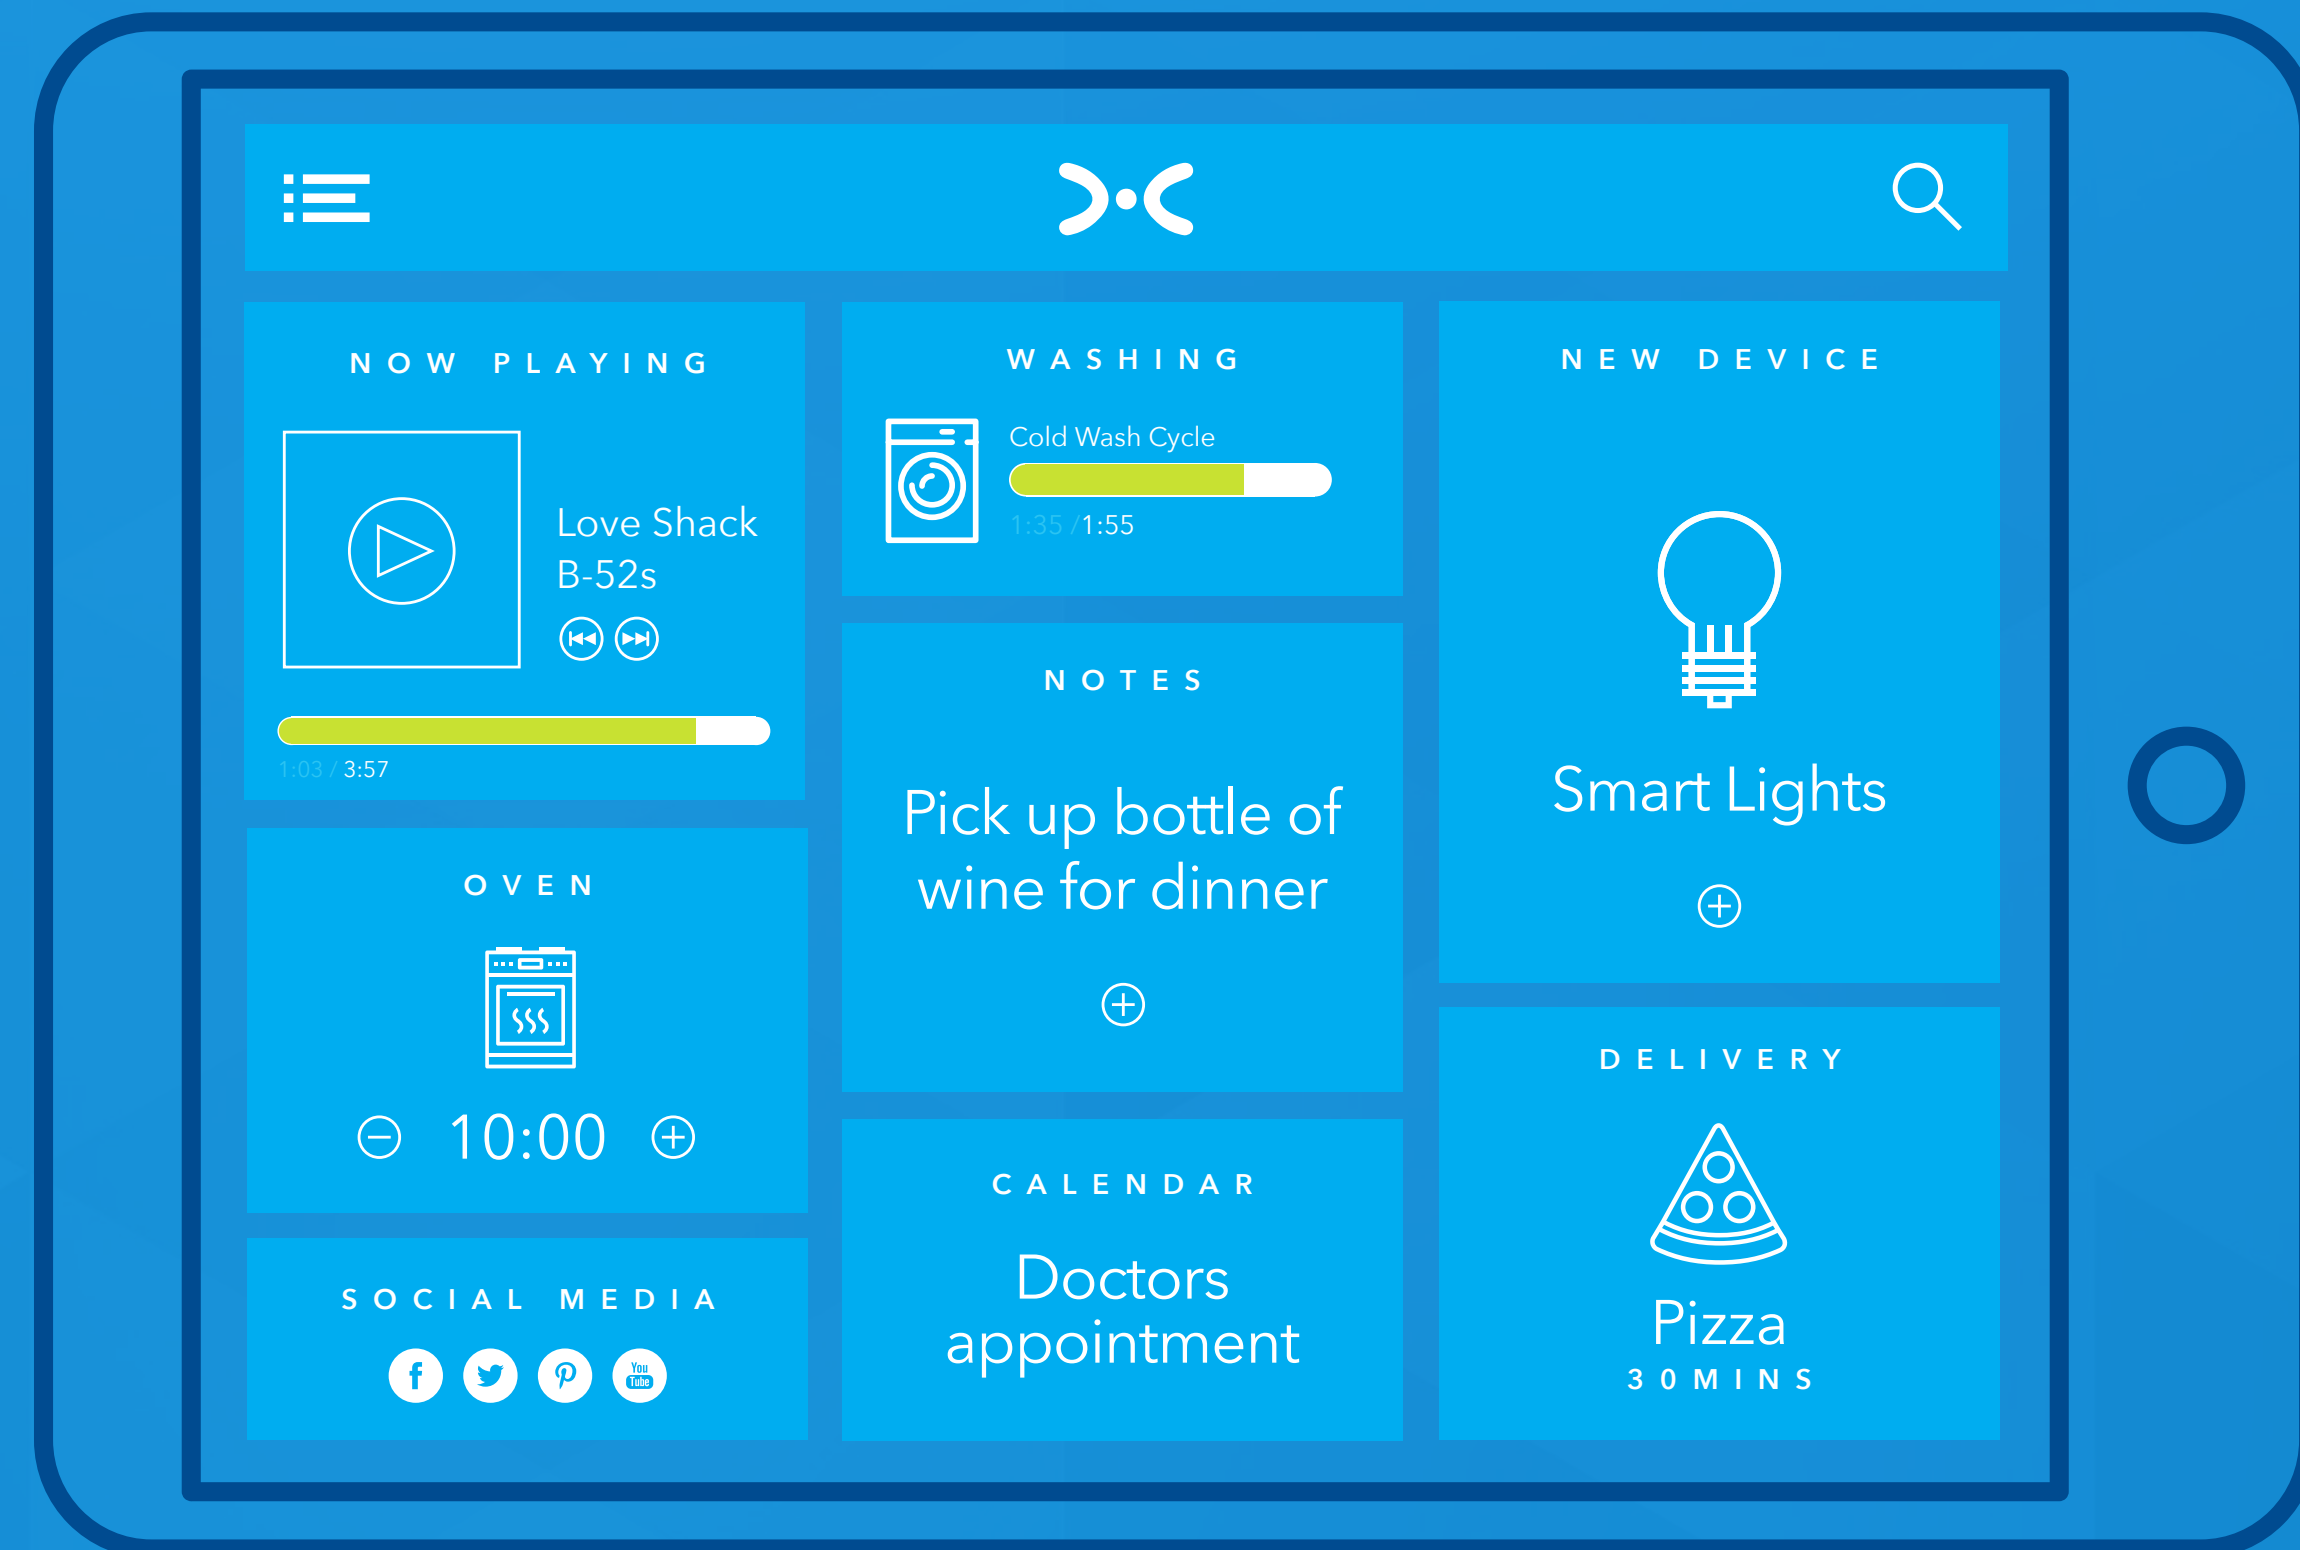 NOW PLAYING
Love Shack
B-52s
1:03 / 3:57
OVEN
10:00
SOCIAL MEDIA
f
You
Tube
WASHING
Cold Wash Cycle
1:35 /1:55
NOTES
Pick up bottle of
wine for dinner
CALENDAR
Doctors
appointment
NEW DEVICE
Smart Lights
DELIVERY
Pizza
30MINS